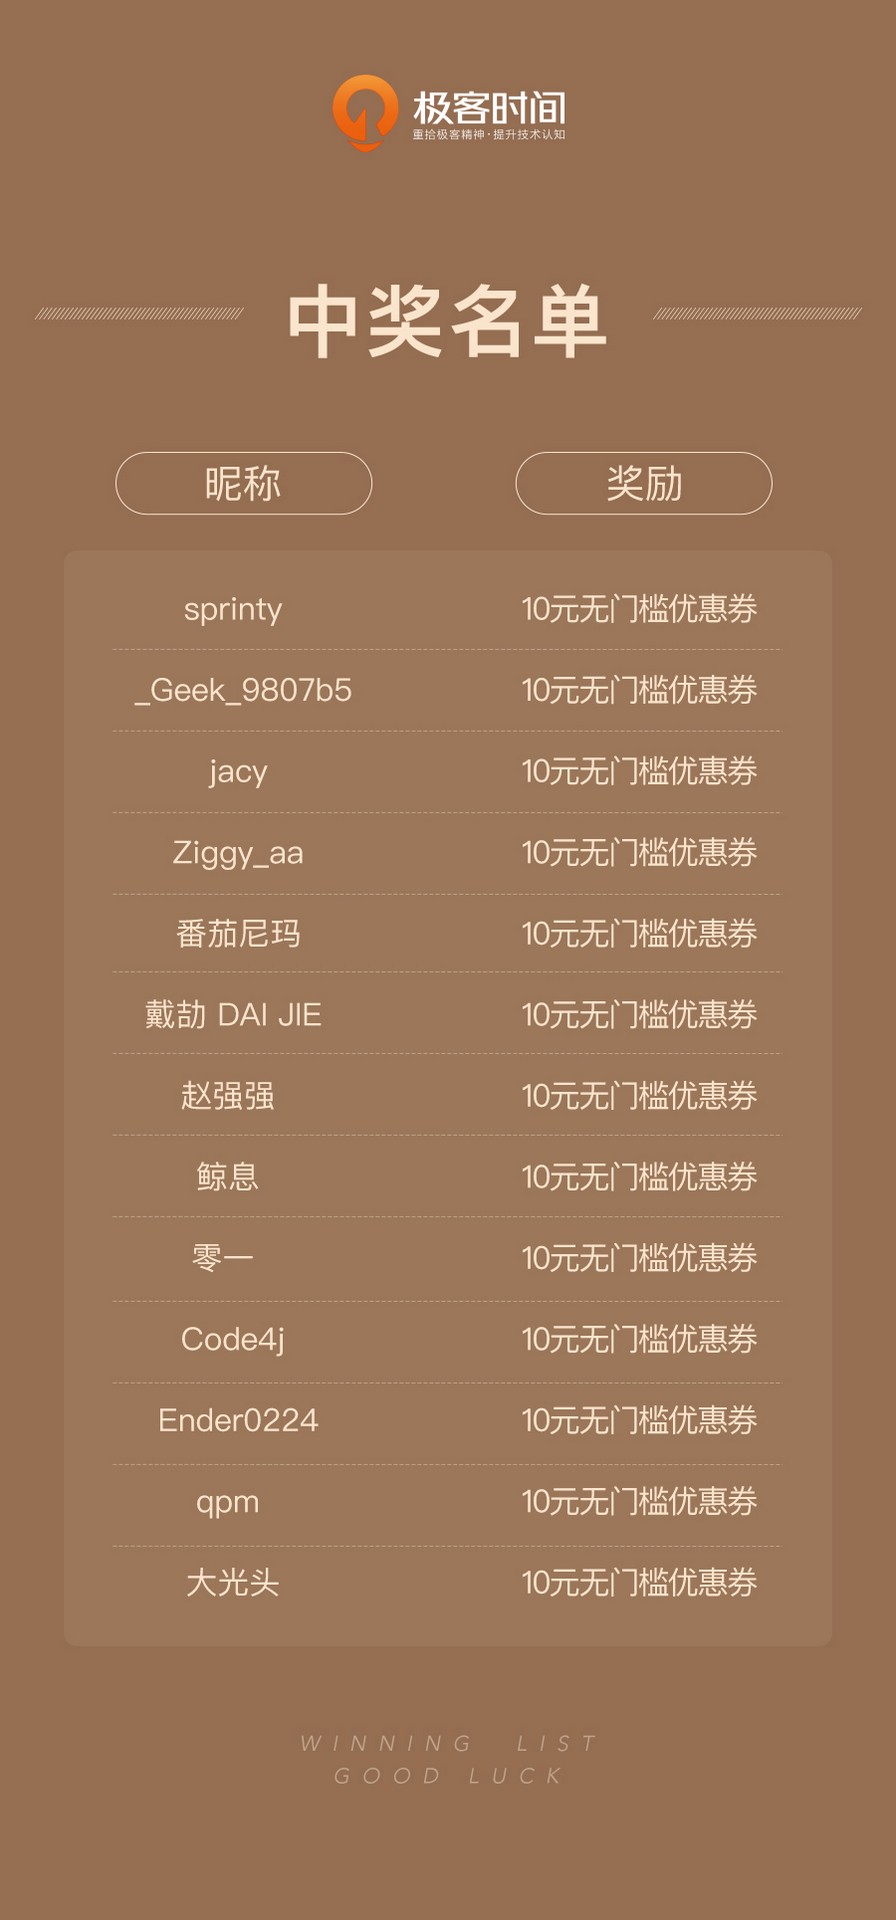 极客时间
重拾极客精神·提升技术认知
中奖名单
昵称 奖励
sprinty 10元无门槛优惠券
_Geek_9807b5 10元无门槛优惠券
jacy 10元无门槛优惠券
Ziggy_aa 10元无门槛优惠券
番茄尼玛 10元无门槛优惠券
戴劼 DAI JIE 10元无门槛优惠券
赵强强 10元无门槛优惠券
鲸息 10元无门槛优惠券
零一 10元无门槛优惠券
Code4j 10元无门槛优惠券
Ender0224 10元无门槛优惠券
qpm 10元无门槛优惠券
大光头 10元无门槛优惠券
WINNING LIST
GOOD LUCK